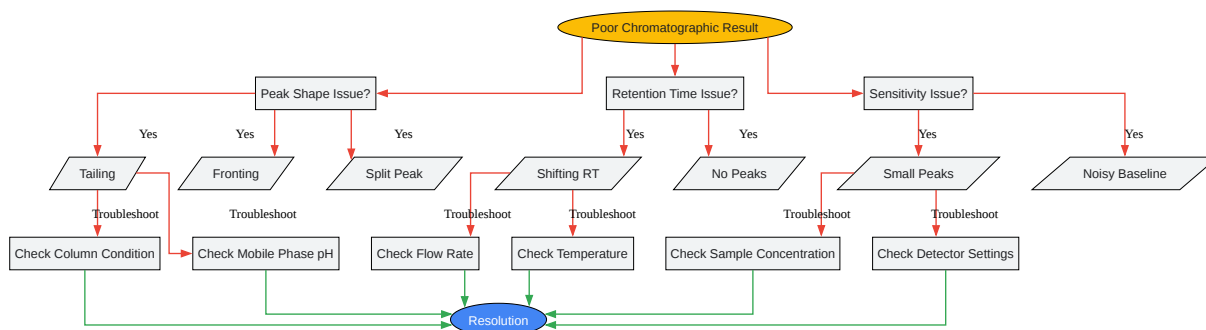 Poor Chromatographic Result
Peak Shape Issue?
Retention Time Issue?
Sensitivity Issue?
Yes
Yes
Yes
Yes
Yes
Yes
Yes
Tailing
Fronting
Split Peak
Shifting RT
No Peaks
Small Peaks
Noisy Baseline
Troubleshoot
Troubleshoot
Troubleshoot
Troubleshoot
Troubleshoot
Troubleshoot
Check Column Condition
Check Mobile Phase pH
Check Flow Rate
Check Temperature
Check Sample Concentration
Check Detector Settings
Resolution